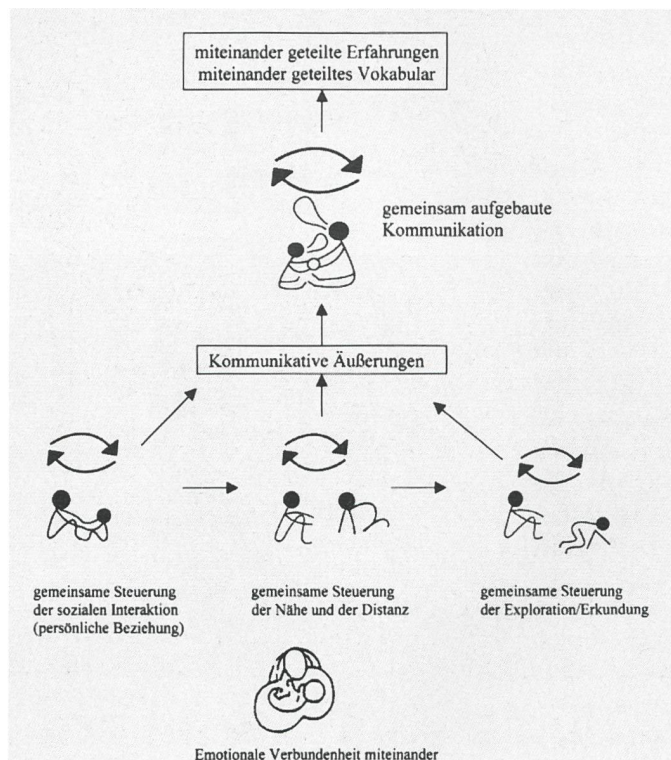 miteinander geteilte Erfahrungen
miteinander geteiltes Vokabular
gemeinsam aufgebaute
Kommunikation
Kommunikative Äußerungen
gemeinsame Steuerung
der sozialen Interaktion
(persönliche Beziehung)
gemeinsame Steuerung
der Nähe und der Distanz
gemeinsame Steuerung
der Exploration/Erkundung
Emotionale Verbundenheit miteinander